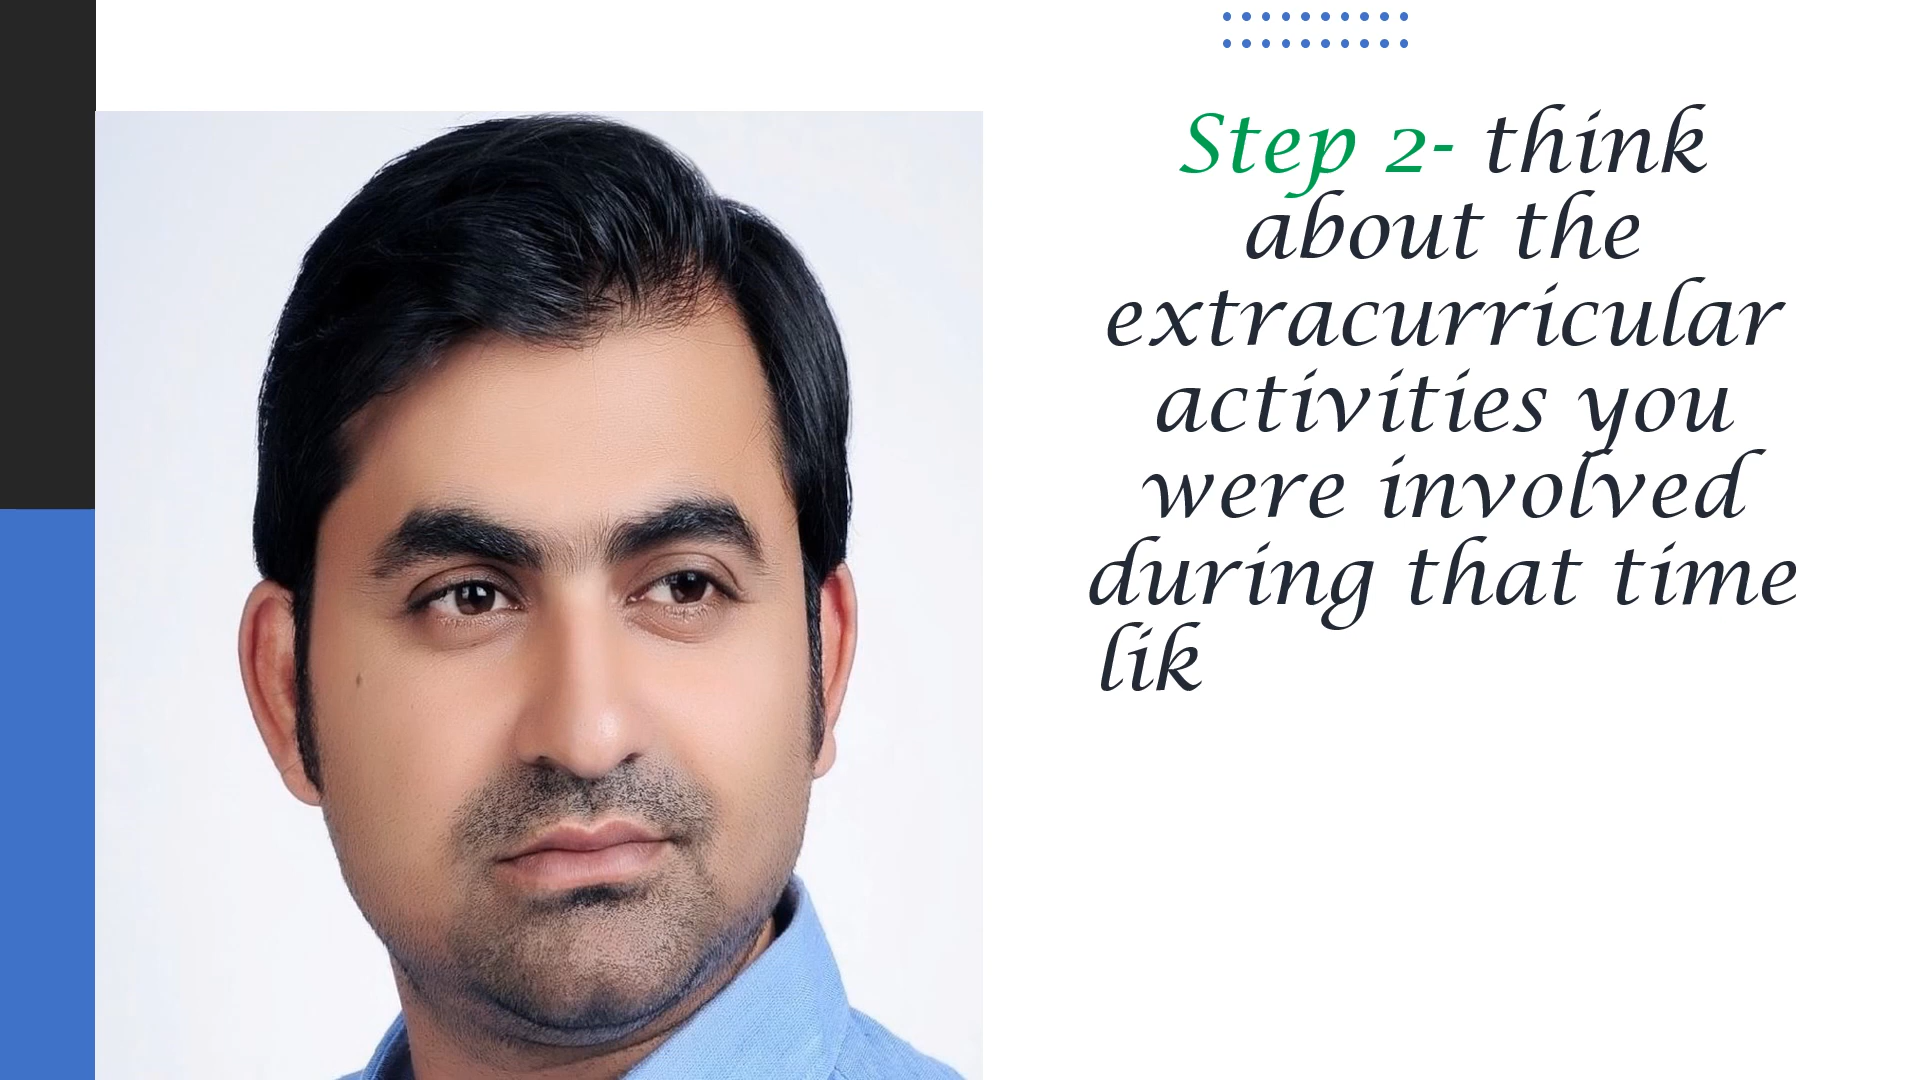 Step 2- think
about the
extracurricular
activities you
were involved
during that time
lik